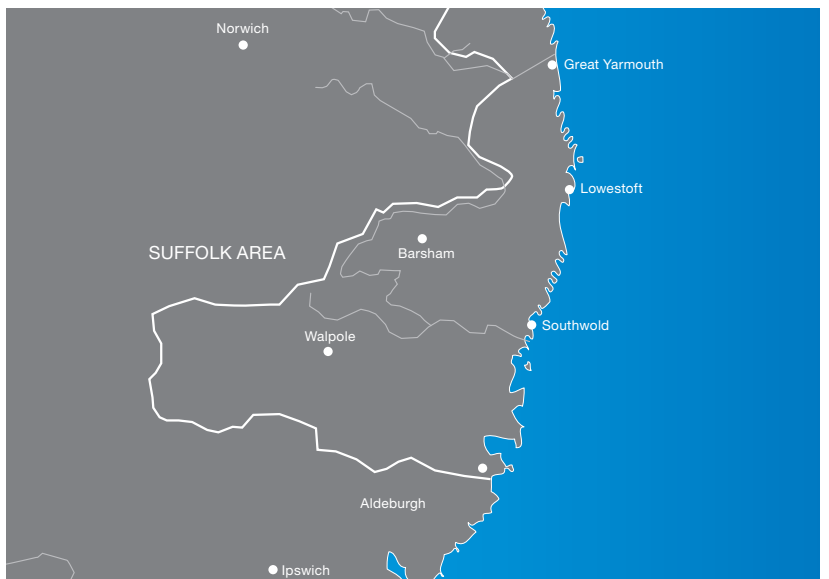 Norwich
Great Yarmouth
Lowestoft
SUFFOLK AREA
Barsham
Southwold
Walpole
Aldeburgh
Ipswich